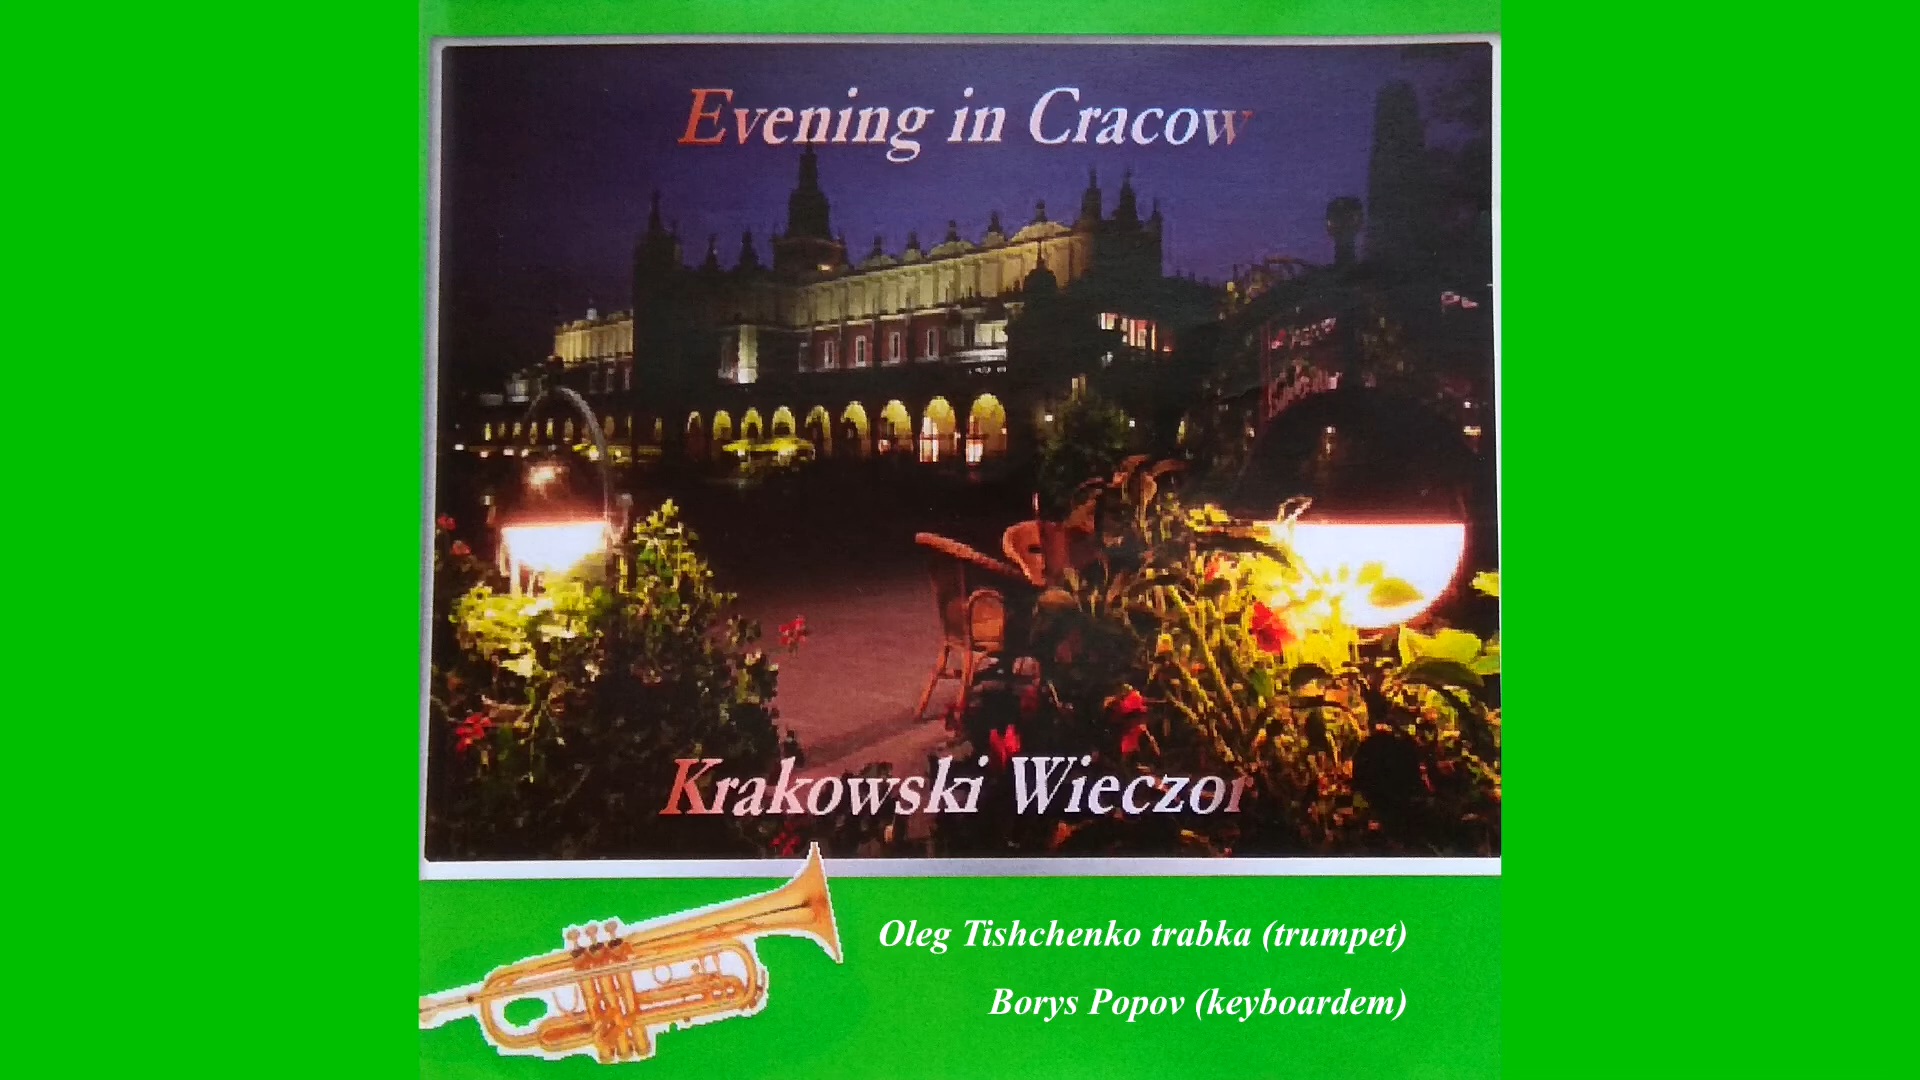 Evening in Cracow
Krakowski Wieczor
Oleg Tishchenko trabka (trumpet)
Borys Popov (keyboardem)